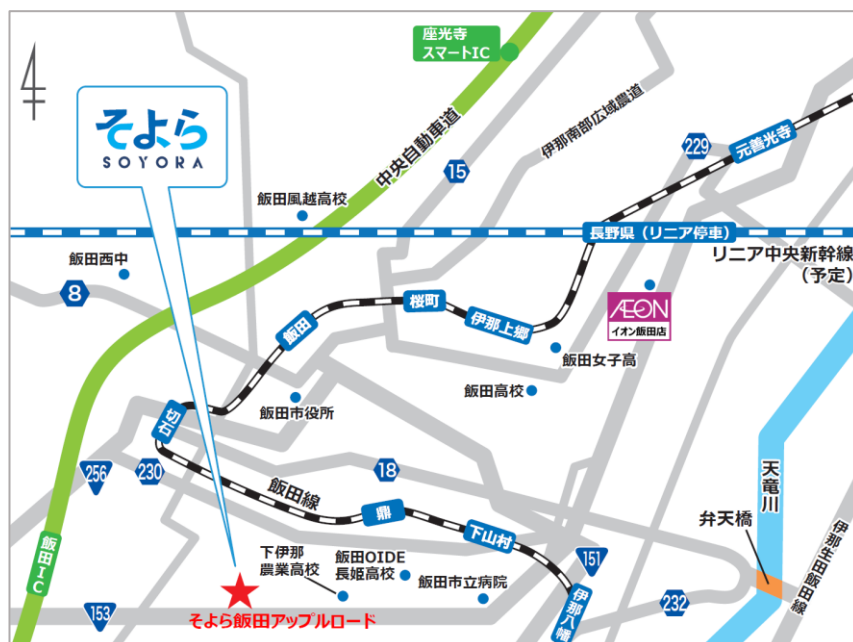 座光寺
スマートIC
そよら
SOYORA
中央自動車道
伊那南部広域農道
15
229
元善光寺
飯田風越高校
長野県（リニア停車）
リニア中央新幹線
（予定）
飯田西中
8
桜町
飯田
伊那上郷
ÆON
イオン飯田店
飯田女子高
飯田高校
飯田市役所
切石
256
230
18
飯田線
鼎
下山村
天竜川
弁天橋
飯田IC
下伊那
農業高校
飯田OIDE
長姫高校
飯田市立病院
151
伊那八幡
232
伊那生田飯田線
153
そよら飯田アップルロード